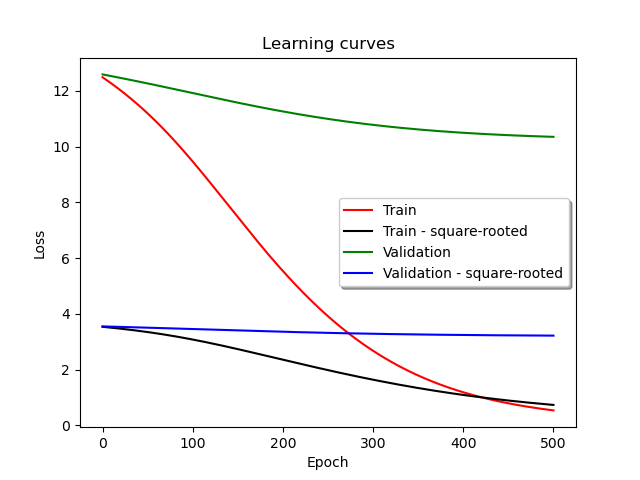 Learning curves
12
10
8
6
4
2
0
Loss
Train
Train - square-rooted
Validation
Validation - square-rooted
0 100 200 300 400 500
Epoch